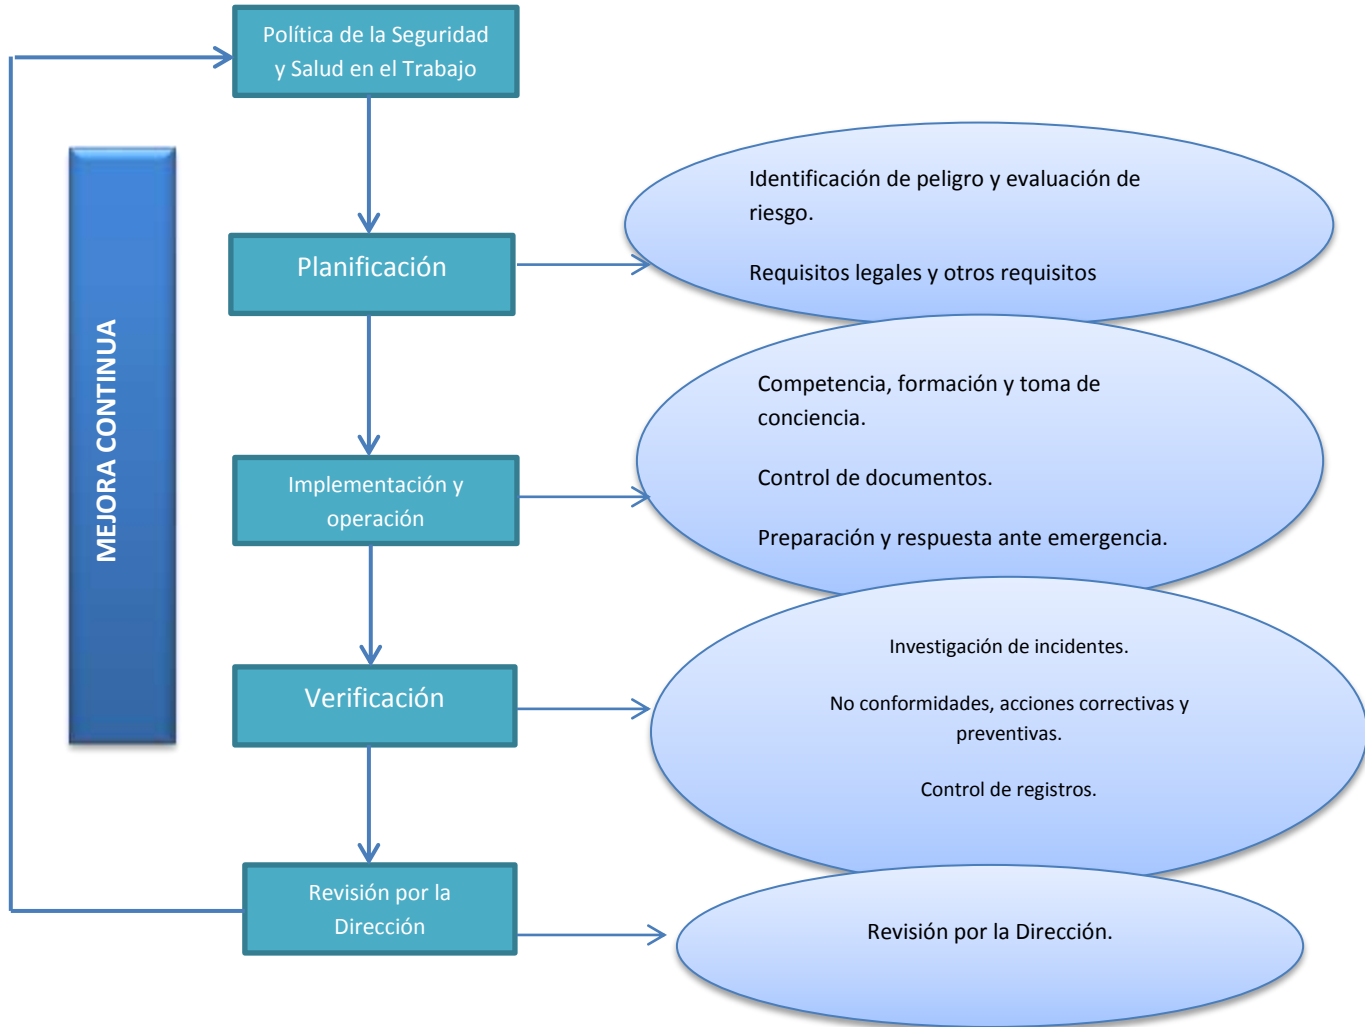 Política de la Seguridad
y Salud en el Trabajo
Identificación de peligro y evaluación de
riesgo.
Requisitos legales y otros requisitos
Planificación
MEJORA CONTINUA
Competencia, formación y toma de
conciencia.
Control de documentos.
Preparación y respuesta ante emergencia.
Implementación y
operación
Investigación de incidentes.
No conformidades, acciones correctivas y
preventivas.
Control de registros.
Verificación
Revisión por la
Dirección
Revisión por la Dirección.